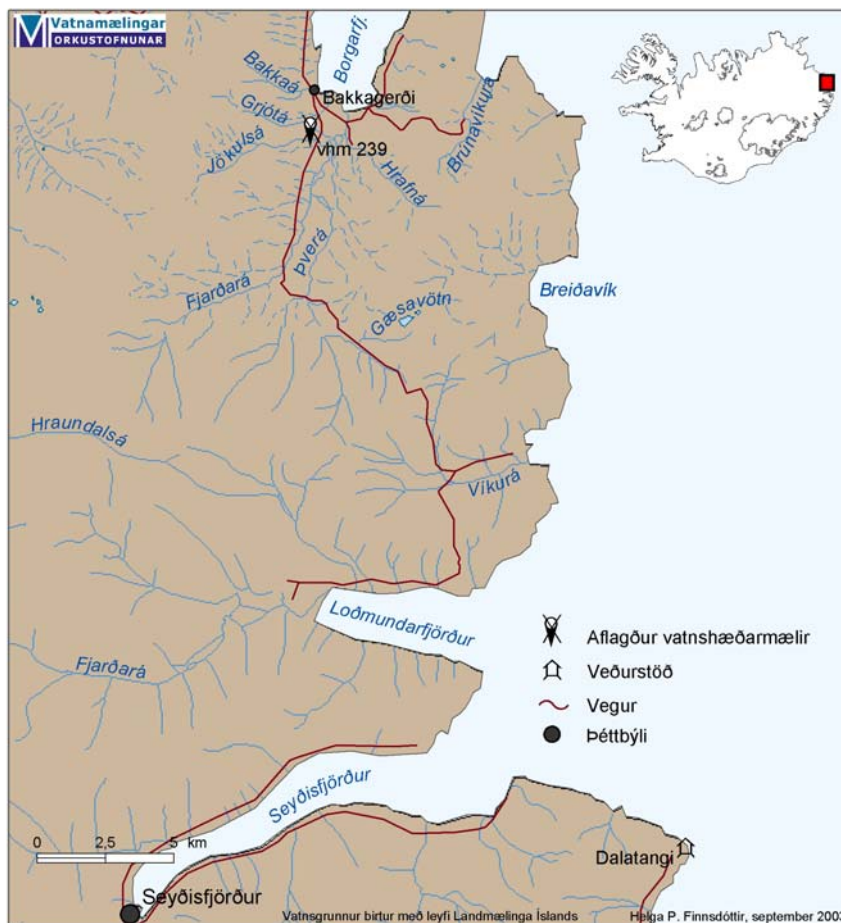 Vatnamælingar
ORKUSTOFNUNAR
Borgarfj.
Bakkaá
Bakkagerði
Grjótá
Jökulsá
vhm 239
Brúnavíkurá
Hrafná
Þverá
Fjarðará
Gæsavötn
Breiðavík
Hraundalsá
Víkurá
Loðmundarfjörður
Fjarðará
Aflagður vatnshæðarmælir
Veðurstöð
Vegur
Þéttbýli
Seyðisfjörður
0 2,5 5 km
Dalatangi
Seyðisfjörður
Vatnsgrunnur birtur með leyfi Landmælinga Íslands
Helga P. Finnsdóttir, september 2003